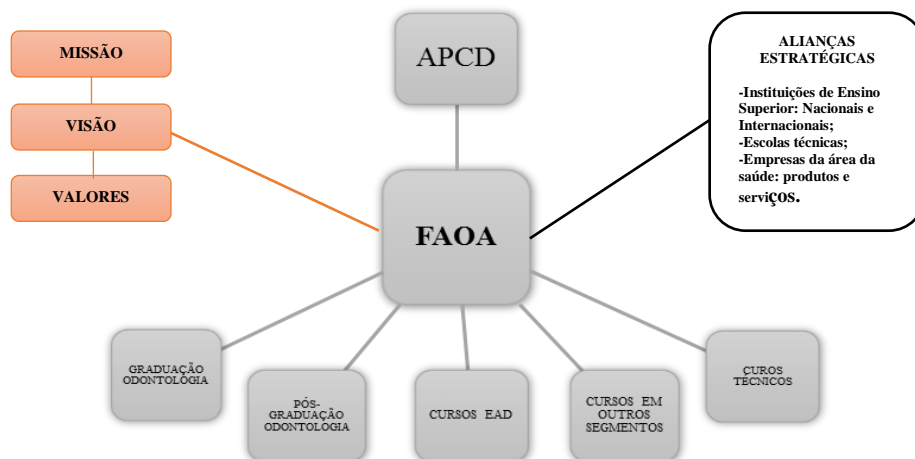 MISSÃO
VISÃO
VALORES
APCD
FAOA
ALIANÇAS
ESTRATÉGICAS
-Instituições de Ensino
Superior: Nacionais e
Internacionais;
-Escolas técnicas;
-Empresas da área da
saúde: produtos e
serviços.
GRADUAÇÃO
ODONTOLOGIA
PÓS-
GRADUAÇÃO
ODONTOLOGIA
CURSOS EAD
CURSOS EM
OUTROS
SEGMENTOS
ÇUROS
TÉCNICOS